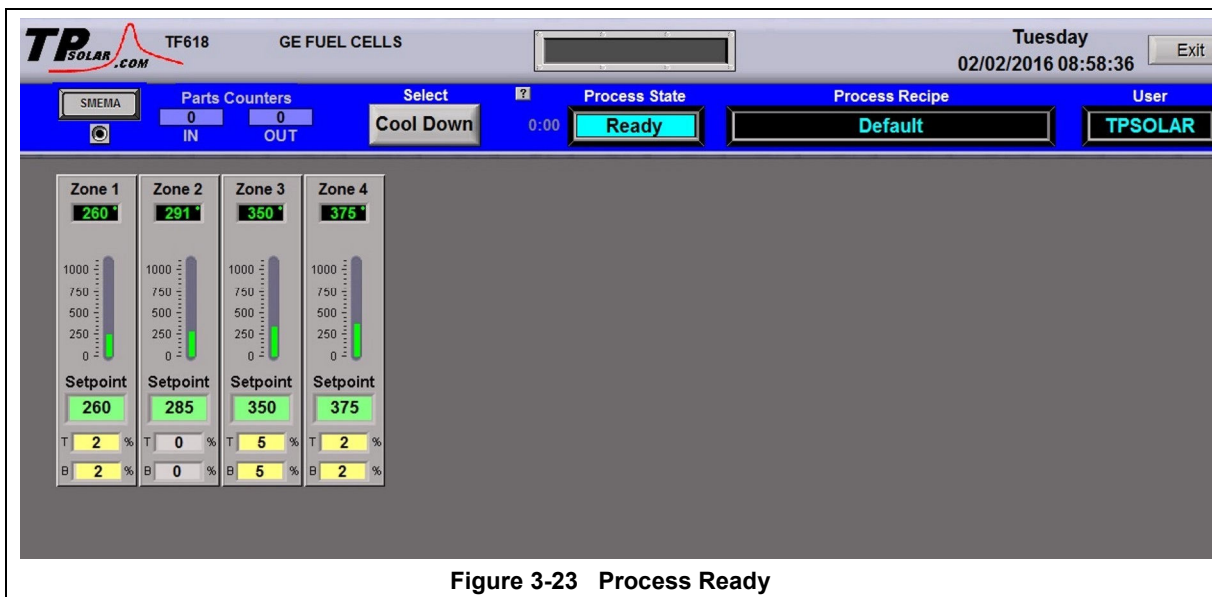 TP SOLAR .COM TF618 GE FUEL CELLS Tuesday
02/02/2016 08:58:36 Exit
SMEMA Parts Counters Select ? Process State Process Recipe User
0 0 Cool Down 0:00 Ready Default TPSOLAR
IN OUT
Zone 1 Zone 2 Zone 3 Zone 4
260 ° 291 ° 350 ° 375 °
1000 1000 1000 1000
750 750 750 750
500 500 500 500
250 250 250 250
0 0 0 0
Setpoint Setpoint Setpoint Setpoint
260 285 350 375
T 2 % T 0 % T 5 % T 2 %
B 2 % B 0 % B 5 % B 2 %
Figure 3-23 Process Ready